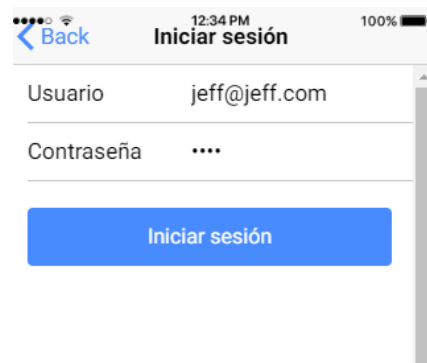 12:34 PM 100%
Back Iniciar sesión
Usuario jeff@jeff.com
Contraseña ····
Iniciar sesión